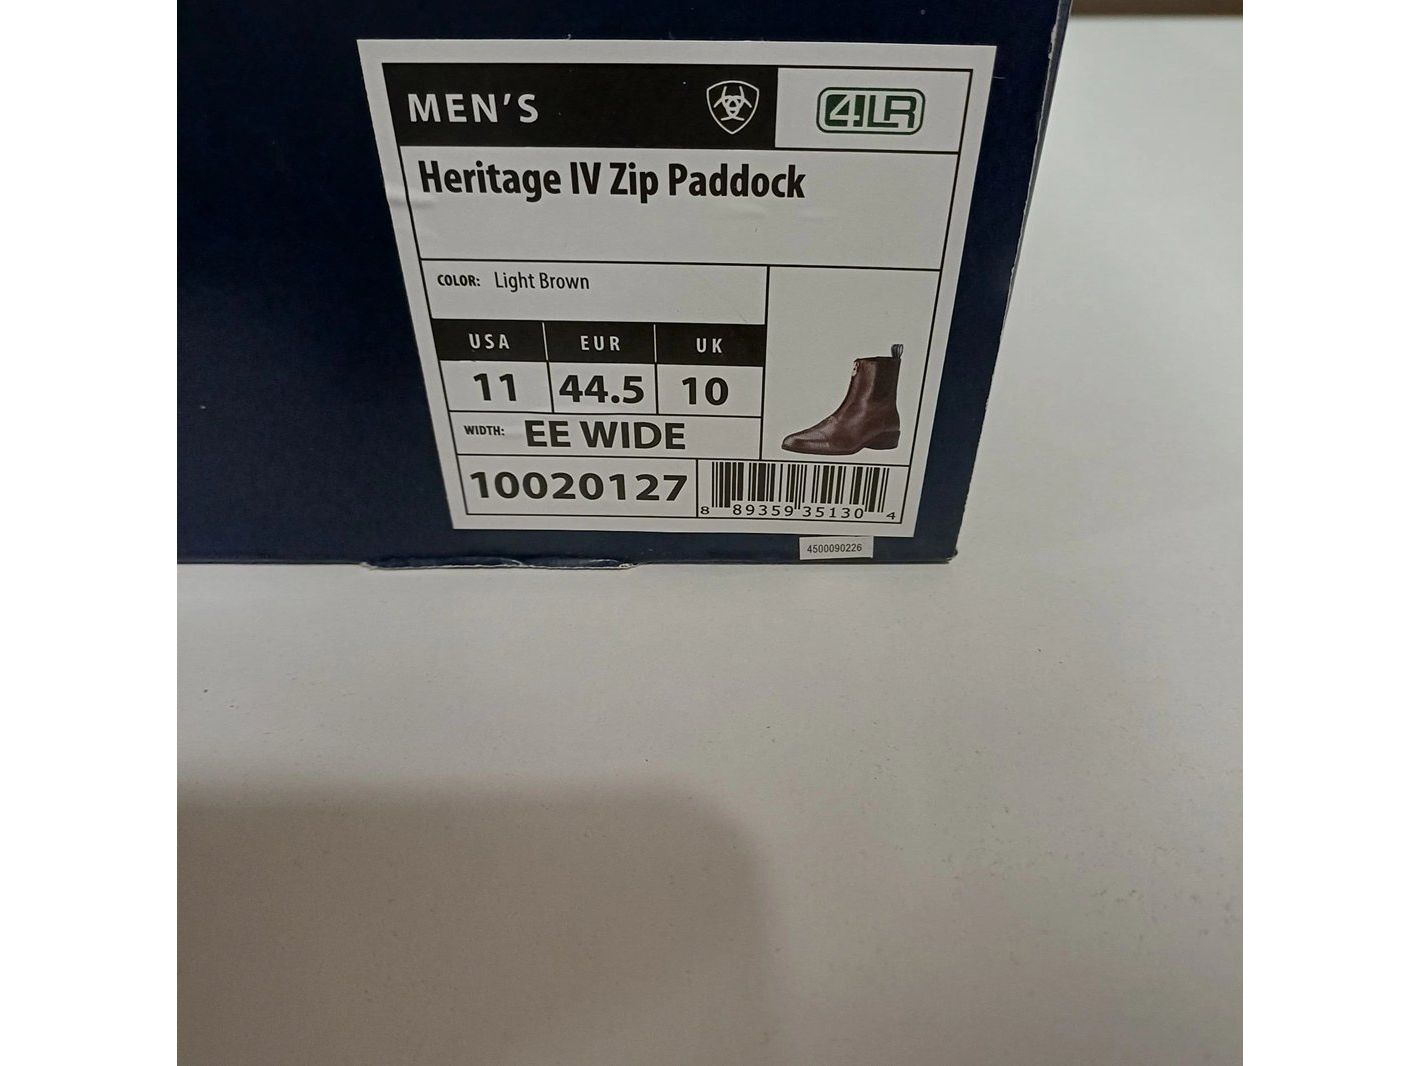 MEN'S
4LR
Heritage IV Zip Paddock
COLOR: Light Brown
USA EUR UK
11 44.5 10
WIDTH: EE WIDE
10020127
8 89359 35130 4
4500090226